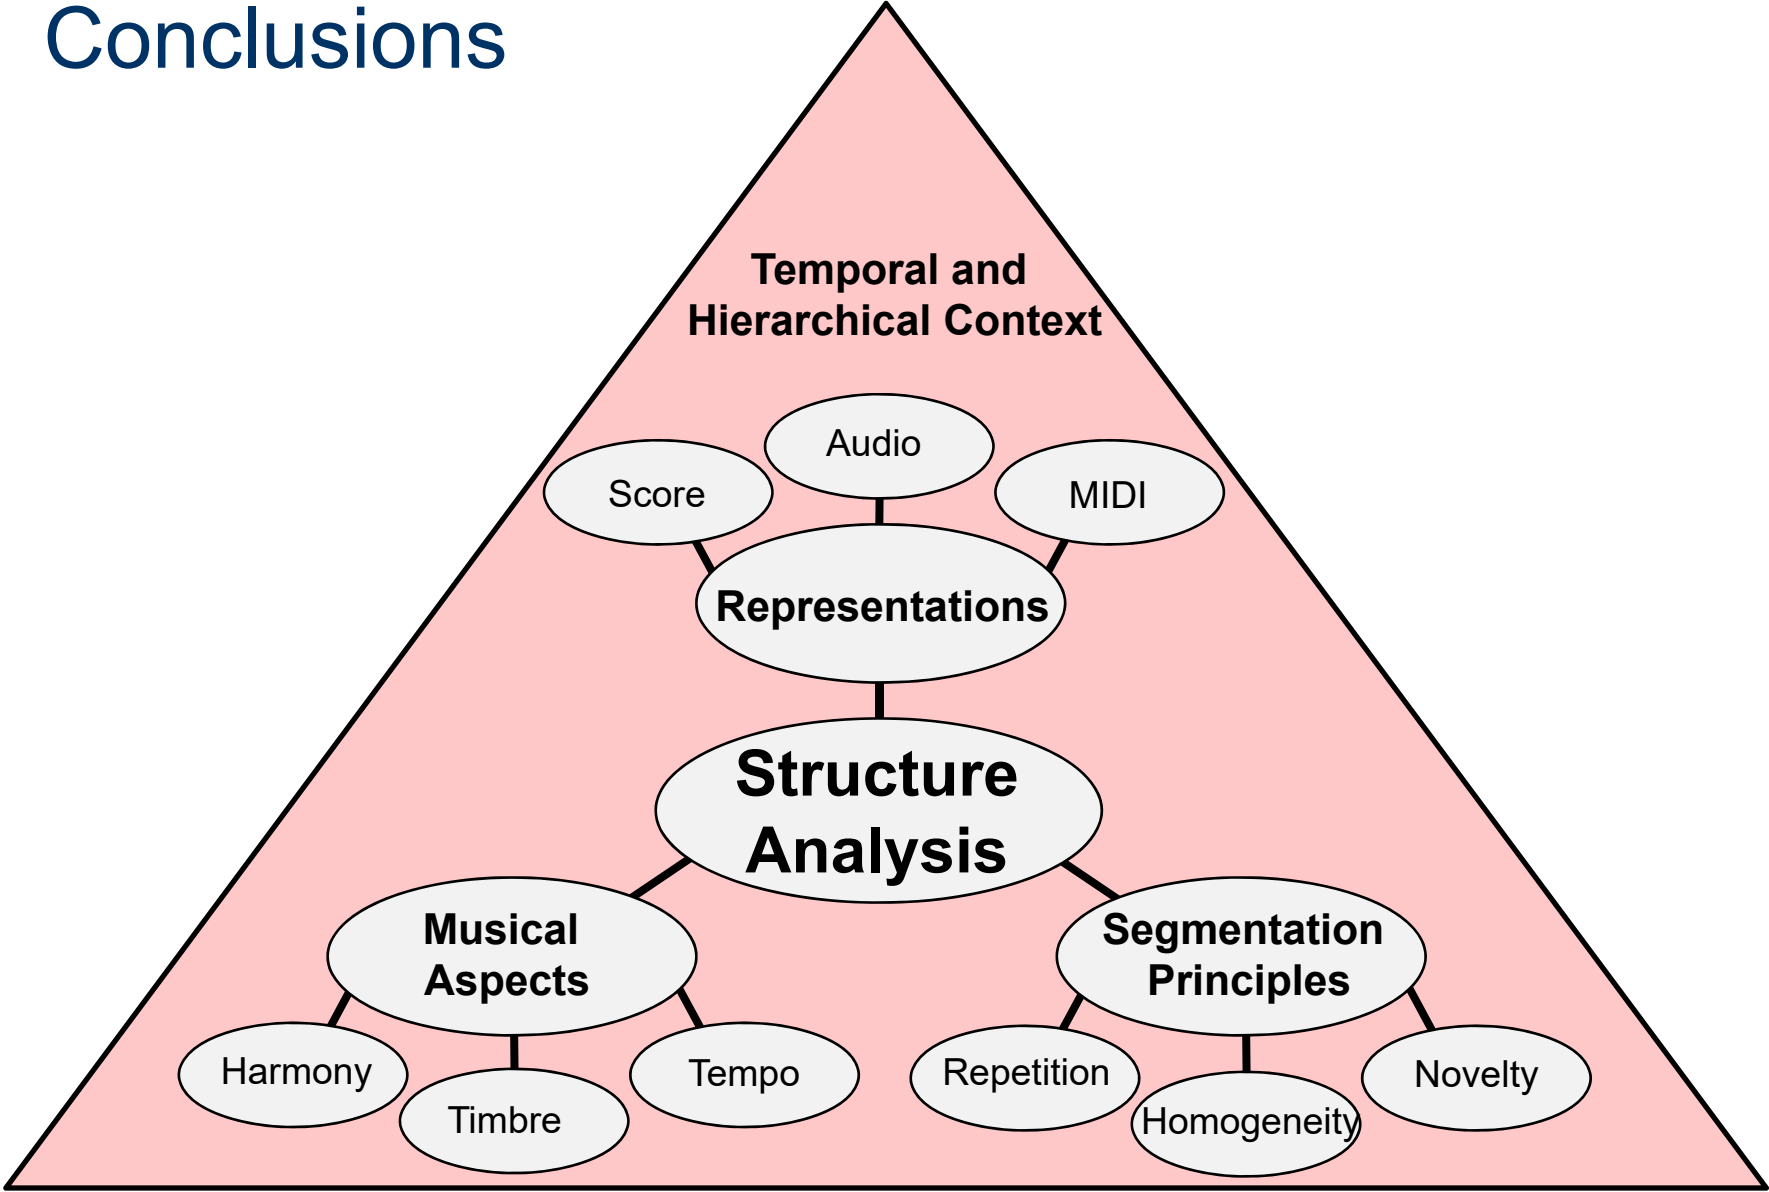 Conclusions
Temporal and
Hierarchical Context
Audio
Score
MIDI
Representations
Structure
Analysis
Musical
Aspects
Segmentation
Principles
Harmony
Timbre
Tempo
Repetition
Homogeneity
Novelty